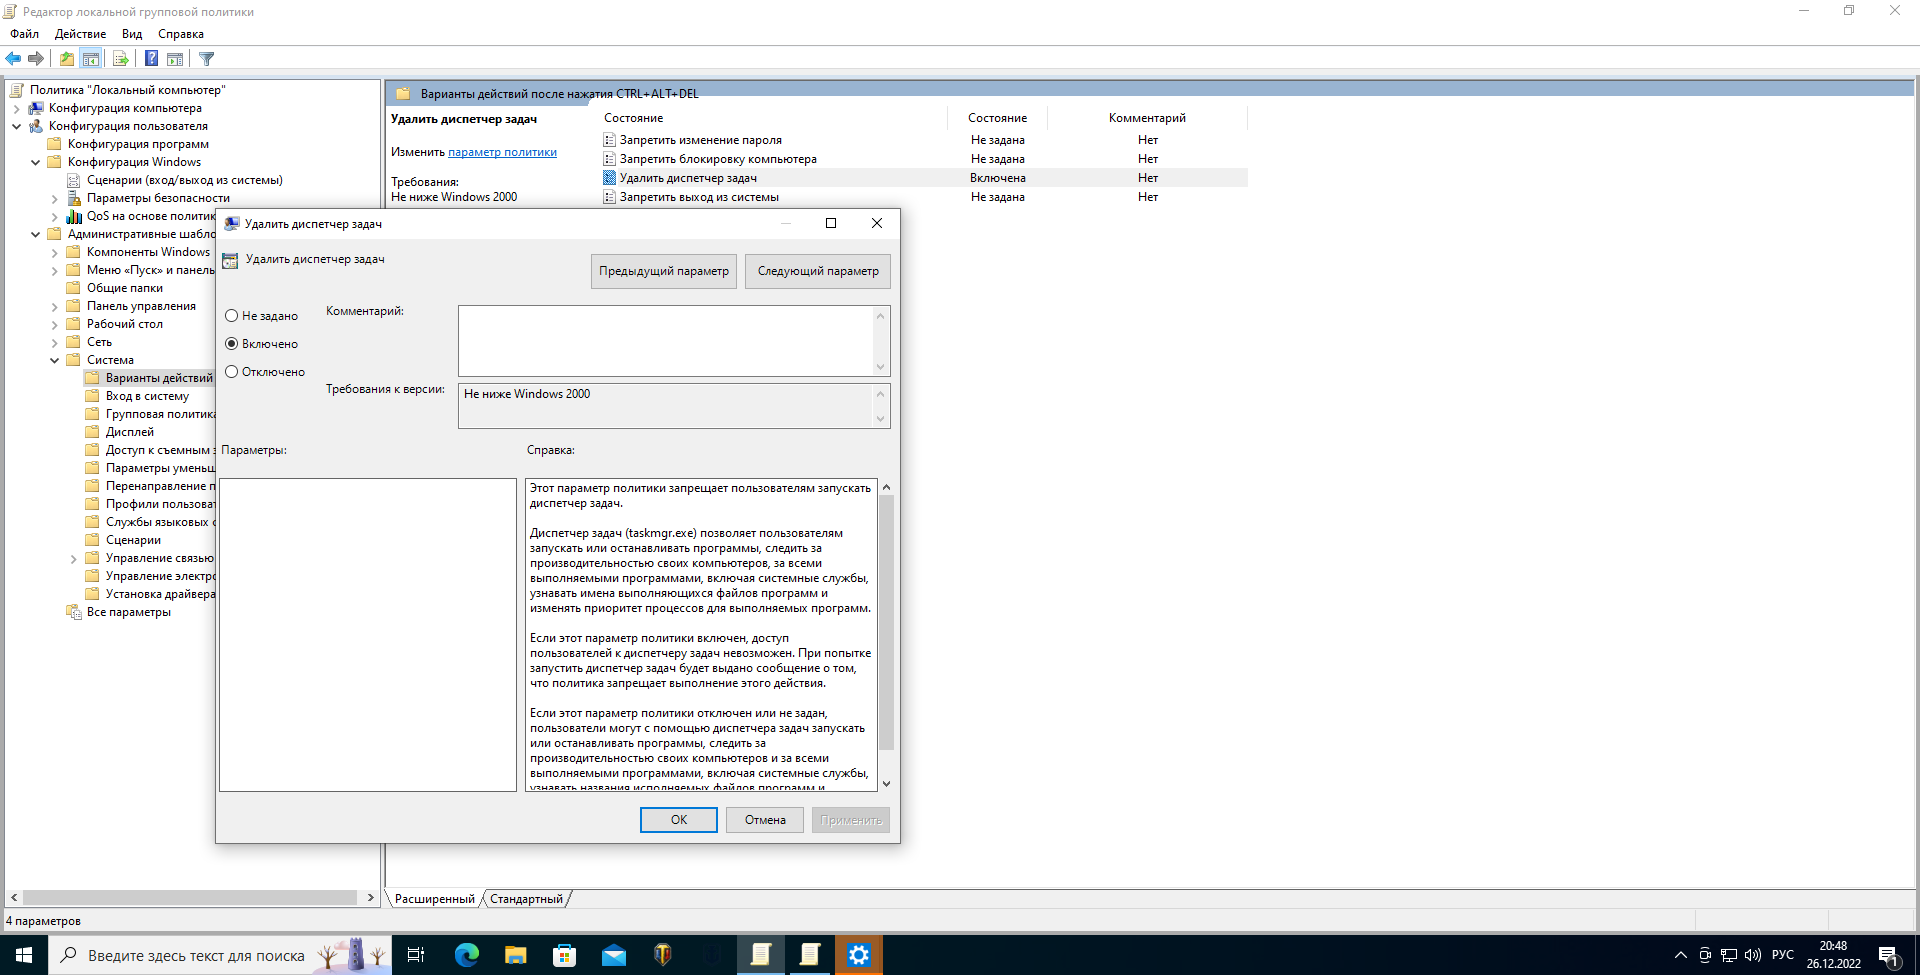 Редактор локальной групповой политики
Файл Действие Вид Справка
Политика "Локальный компьютер"
Конфигурация компьютера
Конфигурация пользователя
Конфигурация программ
Конфигурация Windows
Сценарии (вход/выход из системы)
Параметры безопасности
QoS на основе политик
Административные шабло
Компоненты Windows
Меню «Пуск» и панель
Общие папки
Панель управления
Рабочий стол
Сеть
Система
Варианты действий
Вход в систему
Групповая политика
Дисплей
Доступ к съемным з
Параметры уменьш
Перенаправление п
Профили пользоват
Службы языковых с
Сценарии
Управление связью
Управление электро
Установка драйвера
Все параметры
Варианты действий после нажатия CTRL+ALT+DEL
Удалить диспетчер задач
Изменить параметр политики
Требования:
Не ниже Windows 2000
Состояние Состояние Комментарий
Запретить изменение пароля Не задана Нет
Запретить блокировку компьютера Не задана Нет
Удалить диспетчер задач Включена Нет
Запретить выход из системы Не задана Нет
Удалить диспетчер задач
Удалить диспетчер задач
Предыдущий параметр Следующий параметр
Не задано
Включено
Отключено
Комментарий:
Требования к версии:
Не ниже Windows 2000
Параметры:
Справка:
Этот параметр политики запрещает пользователям запускать
диспетчер задач.
Диспетчер задач (taskmgr.exe) позволяет пользователям
запускать или останавливать программы, следить за
производительностью своих компьютеров, за всеми
выполняемыми программами, включая системные службы,
узнавать имена выполняющихся файлов программ и
изменять приоритет процессов для выполняемых программ.
Если этот параметр политики включен, доступ
пользователей к диспетчеру задач невозможен. При попытке
запустить диспетчер задач будет выдано сообщение о том,
что политика запрещает выполнение этого действия.
Если этот параметр политики отключен или не задан,
пользователи могут с помощью диспетчера задач запускать
или останавливать программы, следить за
производительностью своих компьютеров и за всеми
выполняемыми программами, включая системные службы,
узнавать названия исполняемых файлов программ и
ОК Отмена Применить
Расширенный Стандартный
4 параметров
Введите здесь текст для поиска
РУС
20:48
26.12.2022
1